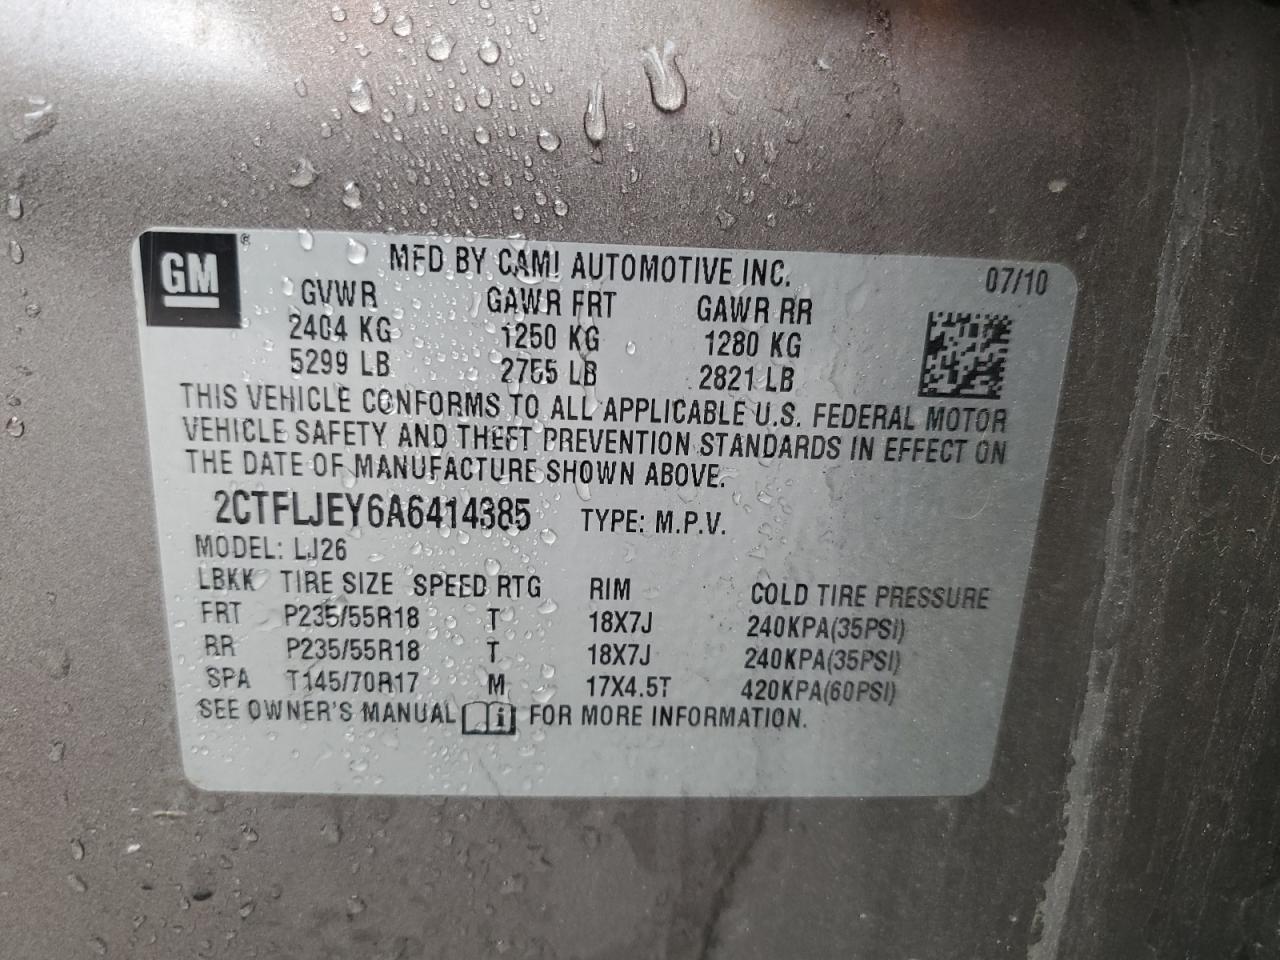 GM ®
MFD BY CAMI AUTOMOTIVE INC. 07/10
GVWR GAWR FRT GAWR RR
2404 KG 1250 KG 1280 KG
5299 LB 2755 LB 2821 LB
THIS VEHICLE CONFORMS TO ALL APPLICABLE U.S. FEDERAL MOTOR
VEHICLE SAFETY AND THEFT PREVENTION STANDARDS IN EFFECT ON
THE DATE OF MANUFACTURE SHOWN ABOVE.
2CTFLJEY6A6414385 TYPE: M.P.V.
MODEL: LJ26
LBKK TIRE SIZE SPEED RTG RIM COLD TIRE PRESSURE
FRT P235/55R18 T 18X7J 240KPA(35PSI)
RR P235/55R18 T 18X7J 240KPA(35PSI)
SPA T145/70R17 M 17X4.5T 420KPA(60PSI)
SEE OWNER'S MANUAL i FOR MORE INFORMATION.